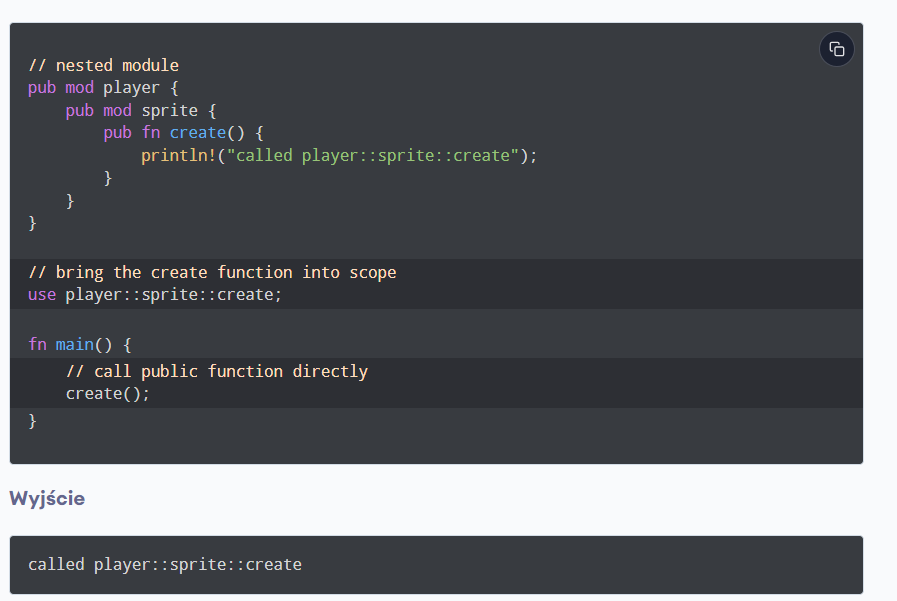 // nested module
pub mod player {
    pub mod sprite {
        pub fn create() {
            println!("called player::sprite::create");
        }
    }
}
// bring the create function into scope
use player::sprite::create;
fn main() {
    // call public function directly
    create();
}
Wyjście
called player::sprite::create